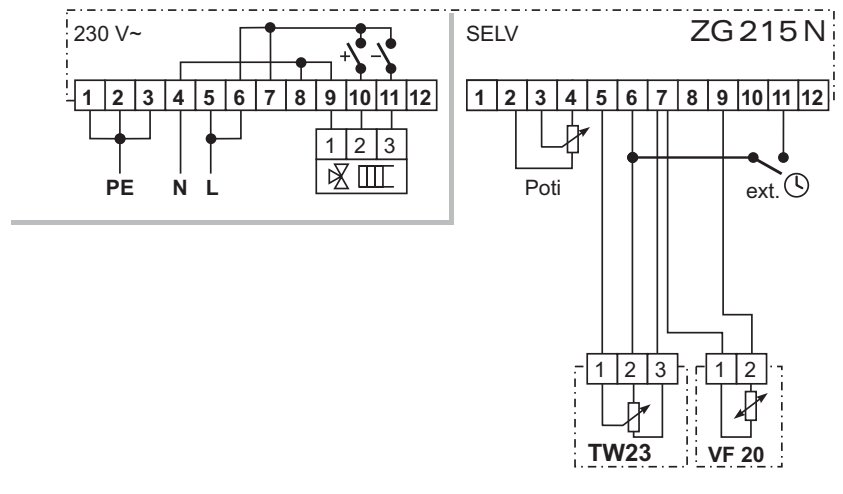 230 V~ SELV ZG 215 N
+ −
1 2 3 4 5 6 7 8 9 10 11 12 1 2 3 4 5 6 7 8 9 10 11 12
1 2 3
PE N L Poti ext.
1 2 3 1 2
TW23 VF 20